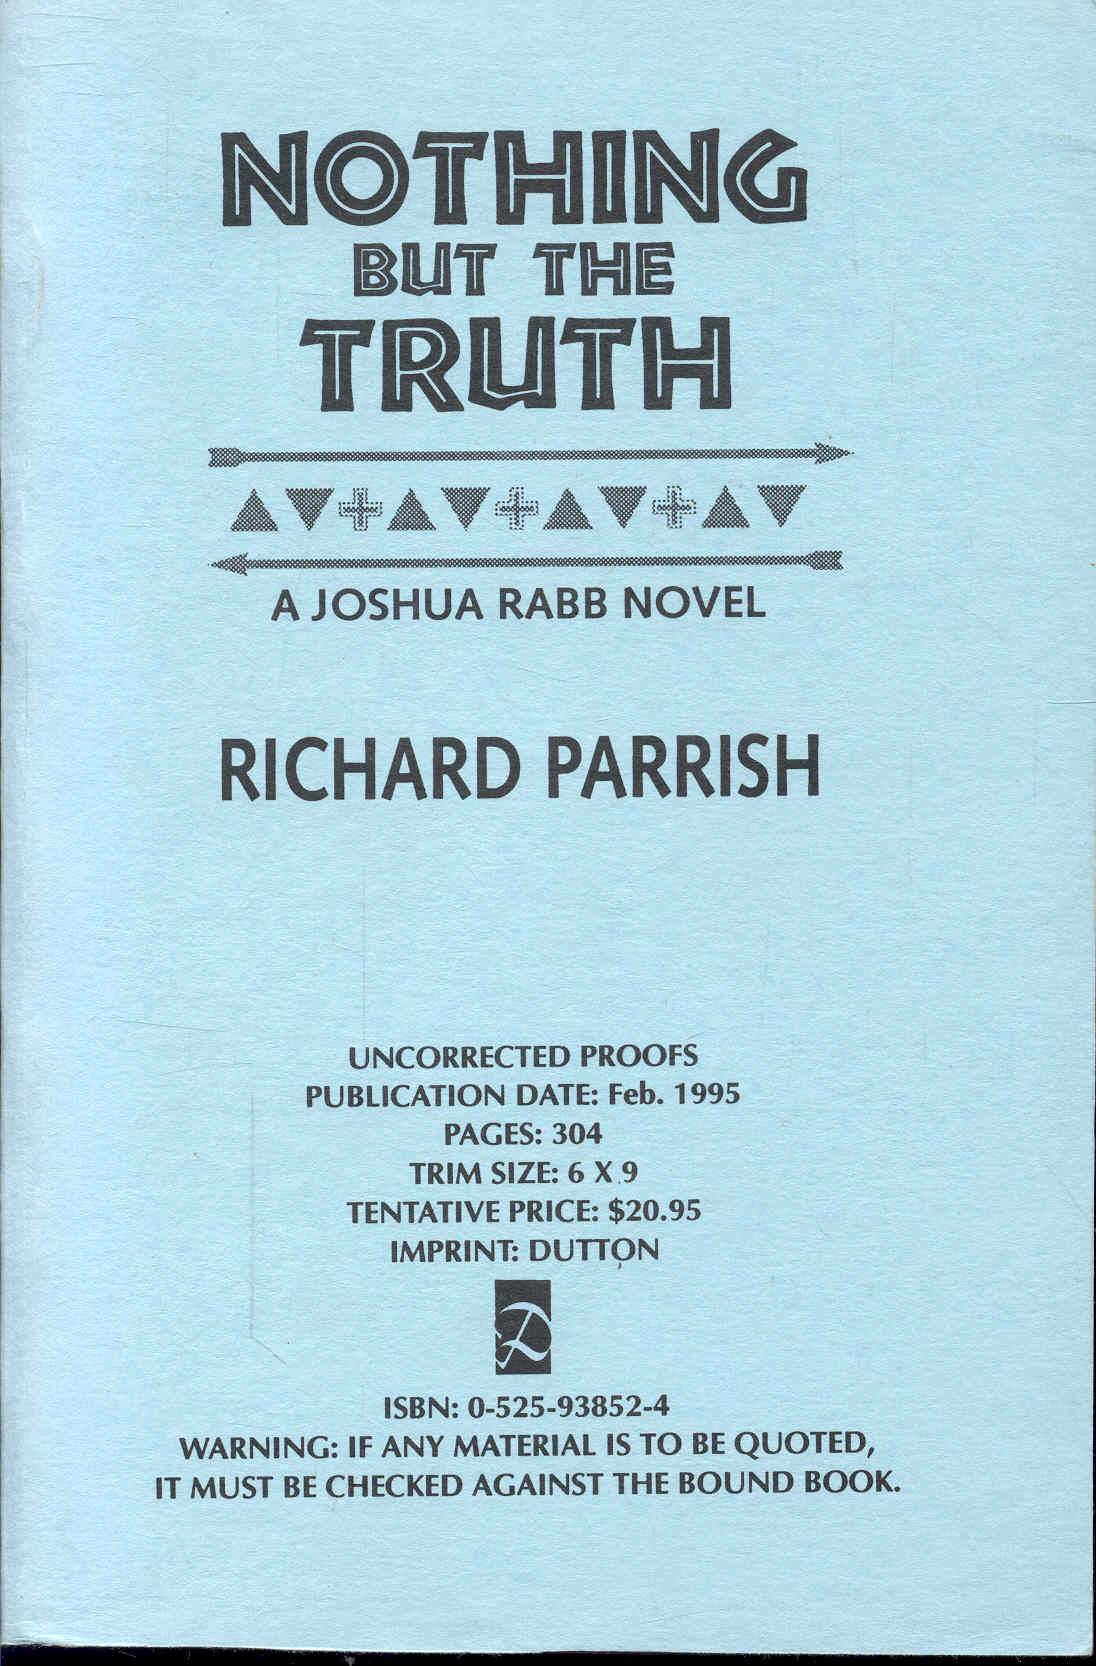 NOTHING
BUT THE
TRUTH
A JOSHUA RABB NOVEL
RICHARD PARRISH
UNCORRECTED PROOFS
PUBLICATION DATE: Feb. 1995
PAGES: 304
TRIM SIZE: 6 X 9
TENTATIVE PRICE: $20.95
IMPRINT: DUTTON
D
ISBN: 0-525-93852-4
WARNING: IF ANY MATERIAL IS TO BE QUOTED,
IT MUST BE CHECKED AGAINST THE BOUND BOOK.